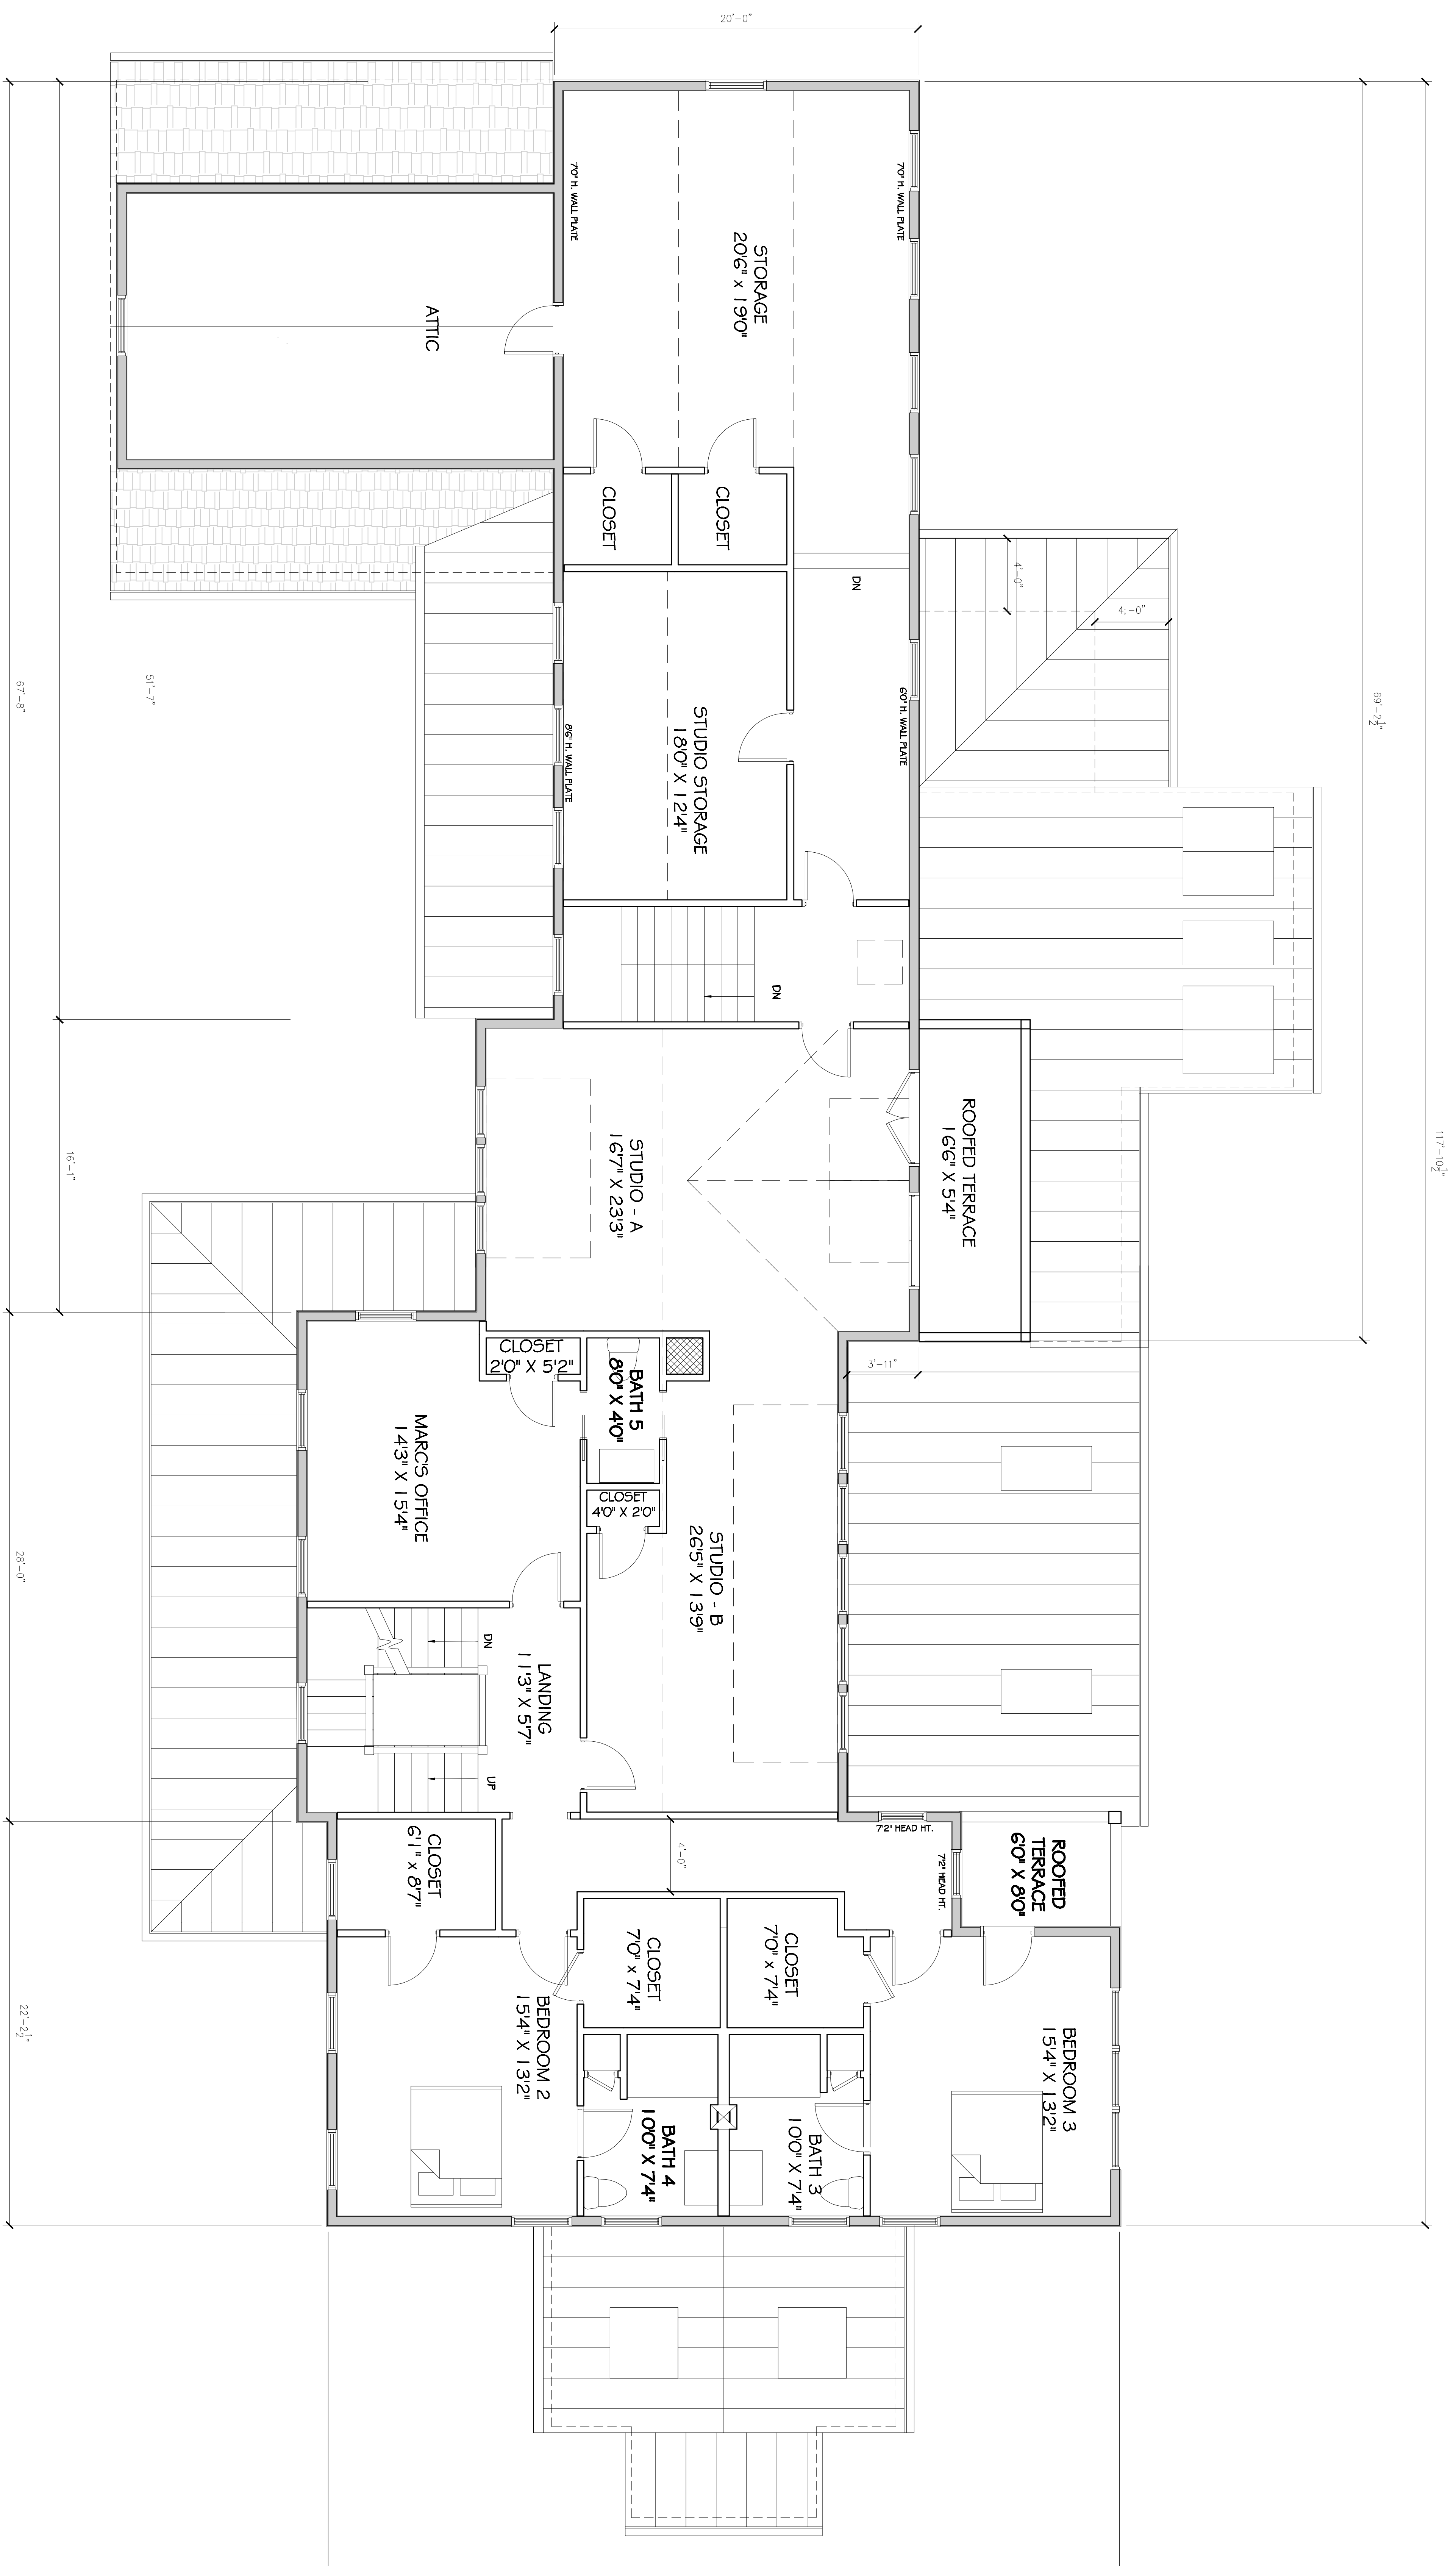 20'-0"
7'0" H. WALL PLATE
7'0" H. WALL PLATE
STORAGE
20'6" x 19'0"
ATTIC
CLOSET
CLOSET
DN
4'-0"
4;-0"
69'-2½"
67'-8"
51'-7"
6'0" H. WALL PLATE
8'6" H. WALL PLATE
STUDIO STORAGE
18'0" X 12'4"
DN
117'-10½"
16'-1"
ROOFED TERRACE
16'6" X 5'4"
STUDIO - A
16'7" X 23'3"
CLOSET
2'0" X 5'2"
BATH 5
8'0" X 4'0"
3'-11"
MARC'S OFFICE
14'3" X 15'4"
CLOSET
4'0" X 2'0"
STUDIO - B
26'5" X 13'9"
28'-0"
DN
LANDING
11'3" X 5'7"
UP
7'2" HEAD HT.
7'2" HEAD HT.
4'-0"
ROOFED
TERRACE
6'0" X 8'0"
CLOSET
6'1" x 8'7"
CLOSET
7'0" x 7'4"
CLOSET
7'0" x 7'4"
22'-2½"
BEDROOM 2
15'4" X 13'2"
BEDROOM 3
15'4" X 13'2"
BATH 4
10'0" X 7'4"
BATH 3
10'0" X 7'4"